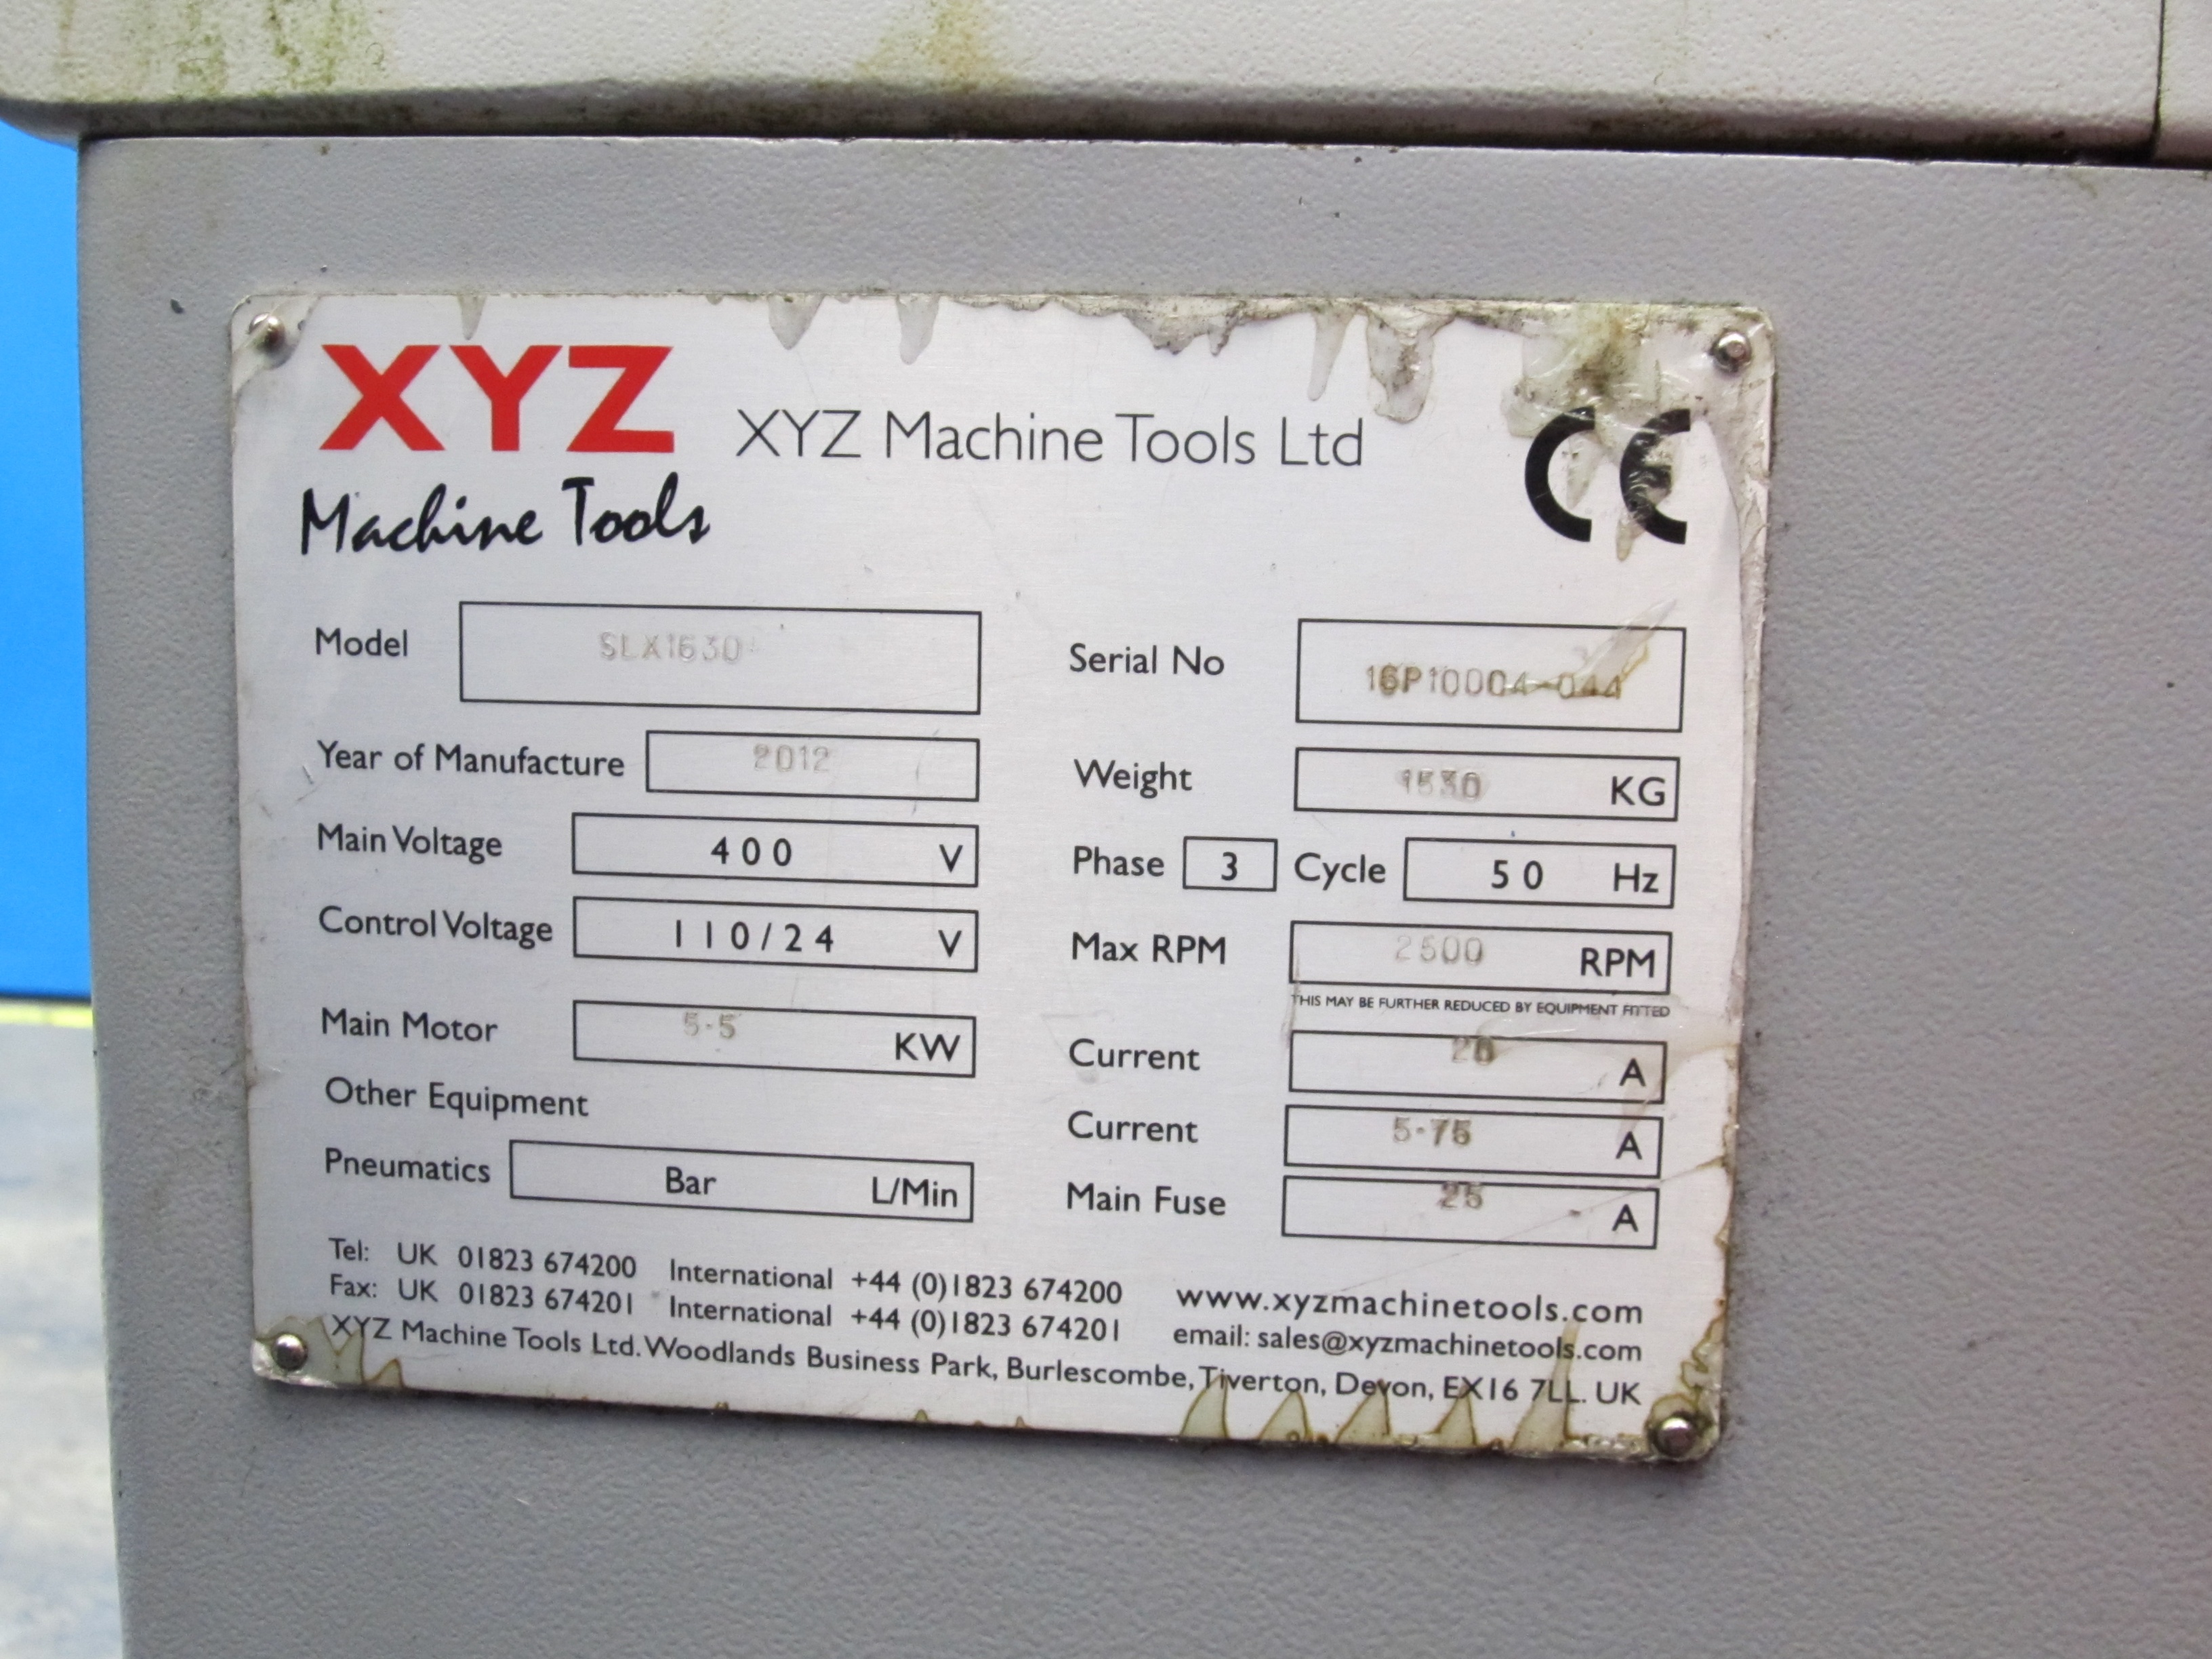 XYZ
Machine Tools
XYZ Machine Tools Ltd
CE
Model SLX1630
Serial No 16P10004-044
Year of Manufacture 2012
Weight KG
Main Voltage 400 V
Phase 3 Cycle 50 Hz
Control Voltage 110/24 V
Max RPM 2500 RPM
THIS MAY BE FURTHER REDUCED BY EQUIPMENT FITTED
Main Motor 5.5 KW
Current A
Other Equipment
Current 5.75 A
Pneumatics Bar L/Min
Main Fuse 25 A
Tel: UK 01823 674200 International +44 (0)1823 674200
Fax: UK 01823 674201 International +44 (0)1823 674201
www.xyzmachinetools.com
email: sales@xyzmachinetools.com
XYZ Machine Tools Ltd. Woodlands Business Park, Burlescombe, Tiverton, Devon, EX16 7LL. UK